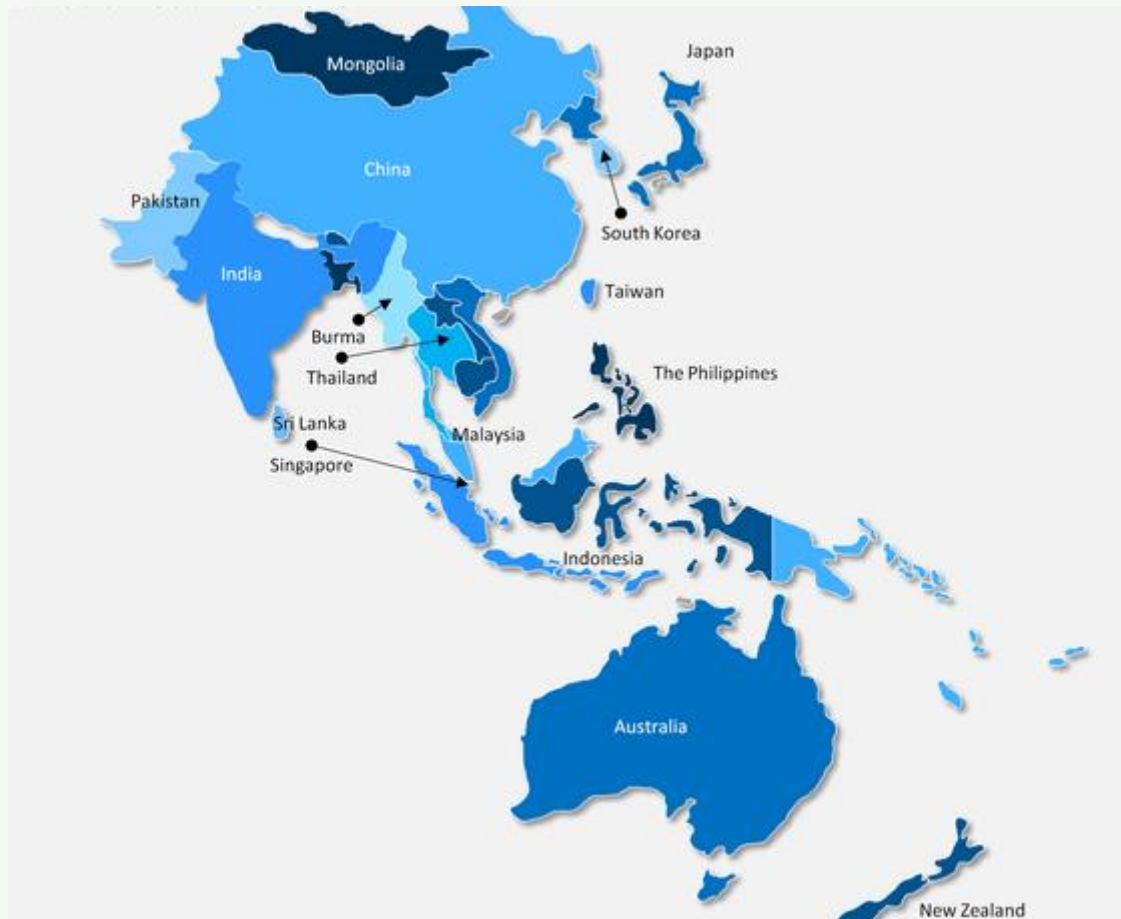 Japan
Mongolia
China
Pakistan
South Korea
India
Taiwan
Burma
Thailand
The Philippines
Sri Lanka
Malaysia
Singapore
Indonesia
Australia
New Zealand